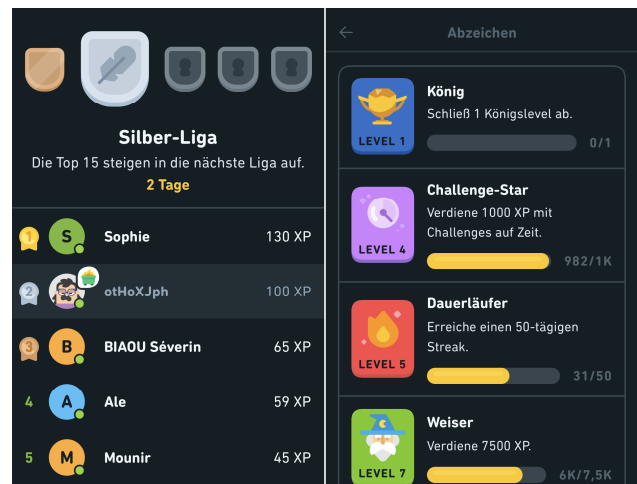 Silber-Liga
Die Top 15 steigen in die nächste Liga auf.
2 Tage
1 S Sophie 130 XP
2 otHoXJph 100 XP
3 B BIAOU Séverin 65 XP
4 A Ale 59 XP
5 M Mounir 45 XP
Abzeichen
König
Schließ 1 Königslevel ab.
LEVEL 1 0/1
Challenge-Star
Verdiene 1000 XP mit
Challenges auf Zeit.
LEVEL 4 982/1K
Dauerläufer
Erreiche einen 50-tägigen
Streak.
LEVEL 5 31/50
Weiser
Verdiene 7500 XP.
LEVEL 7 6K/7,5K